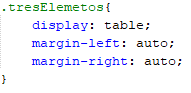 .tresElemetos{
display: table;
margin-left: auto;
margin-right: auto;
}